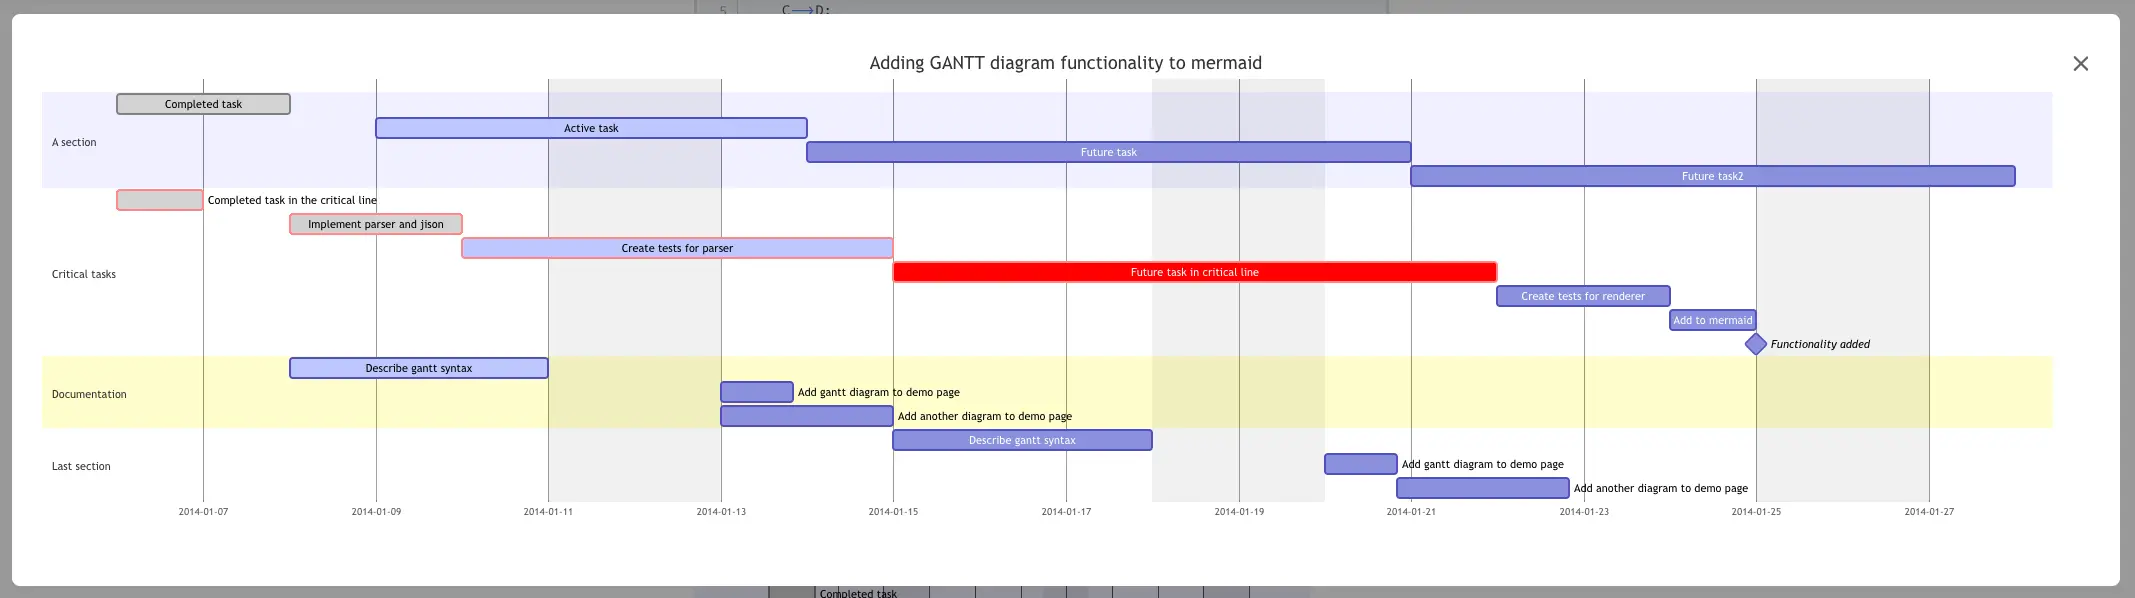 5 C-->D;
Adding GANTT diagram functionality to mermaid
Completed task
Active task
A section
Future task
Future task2
Completed task in the critical line
Implement parser and jison
Create tests for parser
Critical tasks
Future task in critical line
Create tests for renderer
Add to mermaid
Functionality added
Describe gantt syntax
Documentation
Add gantt diagram to demo page
Add another diagram to demo page
Describe gantt syntax
Last section
Add gantt diagram to demo page
Add another diagram to demo page
2014-01-07 2014-01-09 2014-01-11 2014-01-13 2014-01-15 2014-01-17 2014-01-19 2014-01-21 2014-01-23 2014-01-25 2014-01-27
Completed task